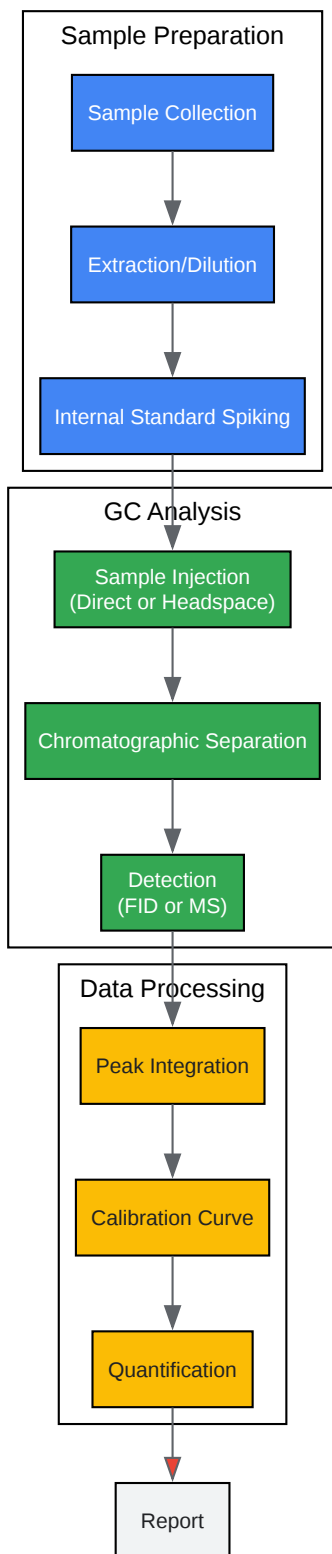 Sample Preparation
Sample Collection
Extraction/Dilution
Internal Standard Spiking
GC Analysis
Sample Injection
(Direct or Headspace)
Chromatographic Separation
Detection
(FID or MS)
Data Processing
Peak Integration
Calibration Curve
Quantification
Report